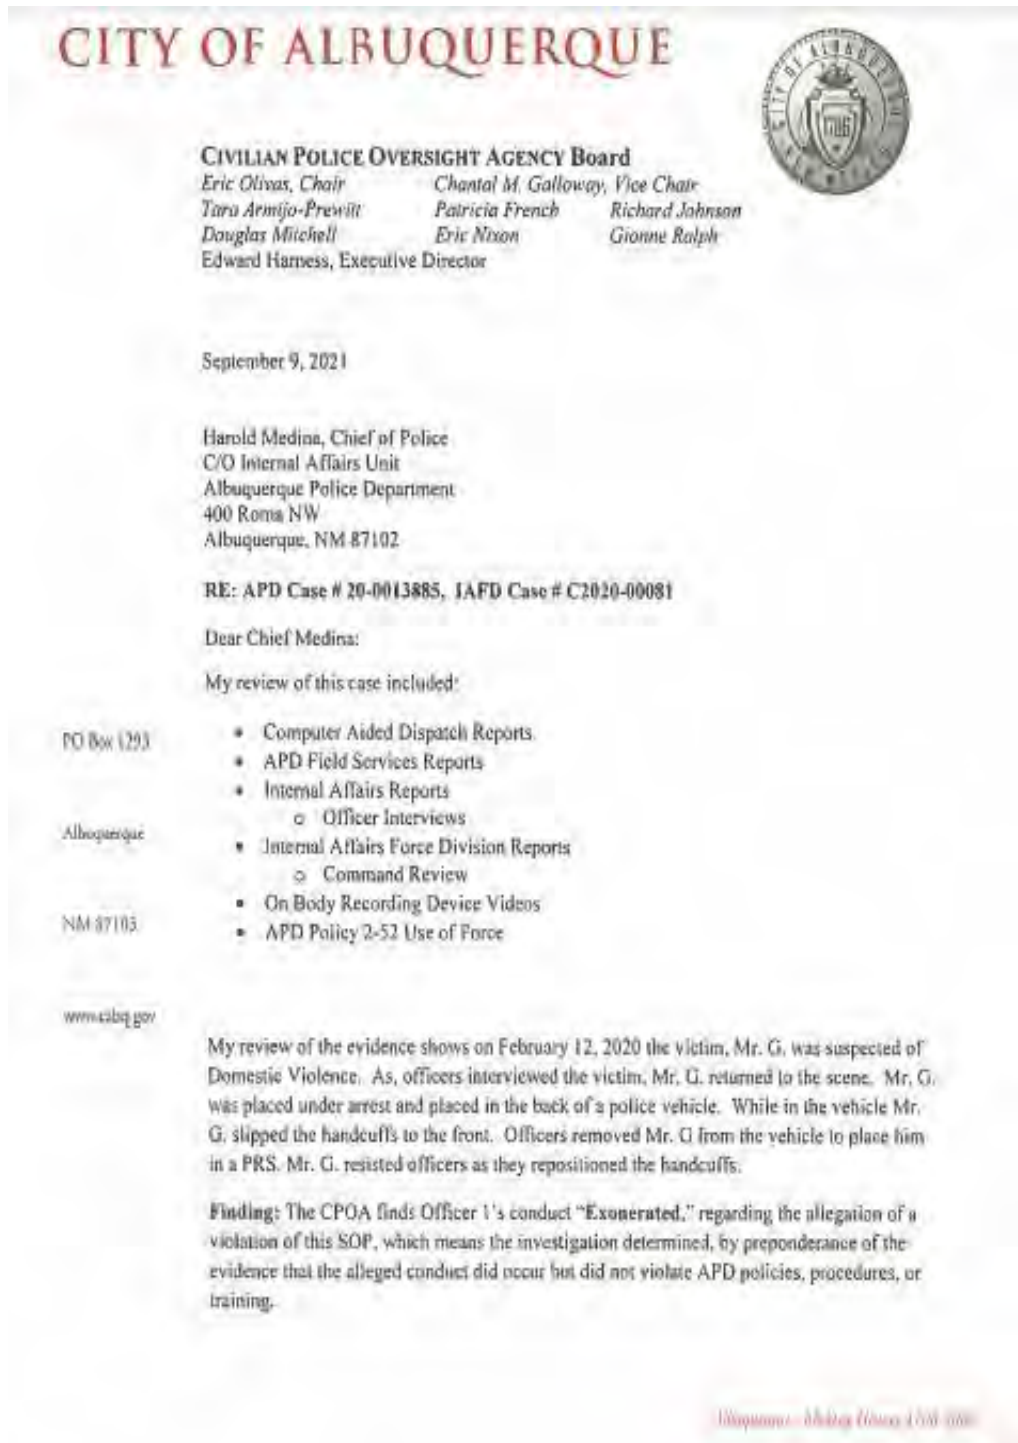 CITY OF ALBUQUERQUE
CITY OF ALBUQUERQUE
1706
NEW MEXICO
CIVILIAN POLICE OVERSIGHT AGENCY Board
Eric Olivas, Chair Chantal M. Galloway, Vice Chair
Tara Armijo-Prewitt Patricia French Richard Johnson
Douglas Mitchell Eric Nixon Gionne Ralph
Edward Harness, Executive Director
September 9, 2021
Harold Medina, Chief of Police
C/O Internal Affairs Unit
Albuquerque Police Department
400 Roma NW
Albuquerque, NM 87102
RE: APD Case # 20-0013885, IAFD Case # C2020-00081
Dear Chief Medina:
My review of this case included:
• Computer Aided Dispatch Reports
• APD Field Services Reports
• Internal Affairs Reports
o Officer Interviews
• Internal Affairs Force Division Reports
o Command Review
• On Body Recording Device Videos
• APD Policy 2-52 Use of Force
PO Box 1293
Albuquerque
NM 87103
www.cabq.gov
My review of the evidence shows on February 12, 2020 the victim, Mr. G. was suspected of
Domestic Violence. As, officers interviewed the victim, Mr. G. returned to the scene. Mr. G.
was placed under arrest and placed in the back of a police vehicle. While in the vehicle Mr.
G. slipped the handcuffs to the front. Officers removed Mr. G from the vehicle to place him
in a PRS. Mr. G. resisted officers as they repositioned the handcuffs.
Finding: The CPOA finds Officer 1's conduct "Exonerated," regarding the allegation of a
violation of this SOP, which means the investigation determined, by preponderance of the
evidence that the alleged conduct did occur but did not violate APD policies, procedures, or
training.
Albuquerque - Making History 1706-2006